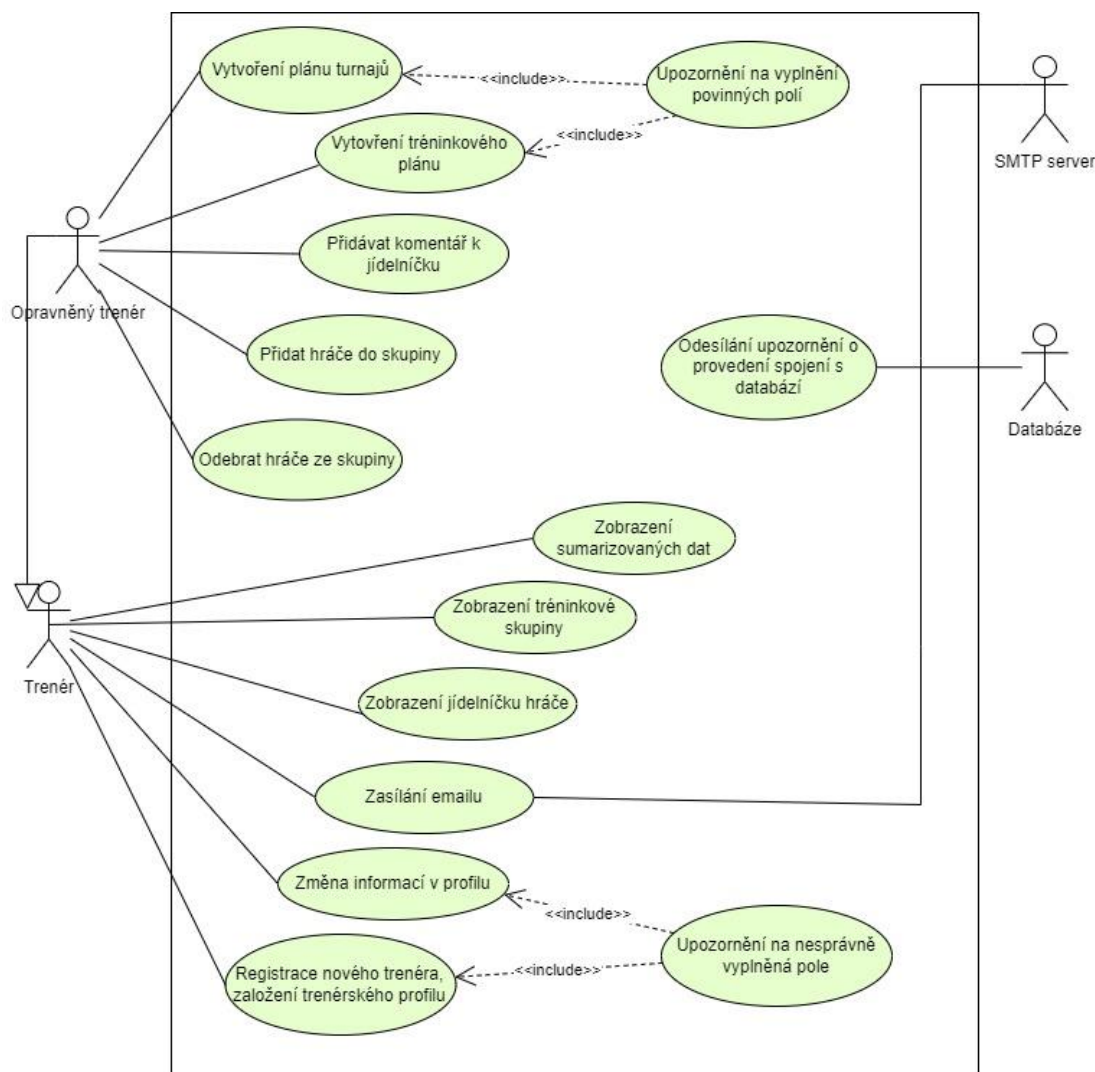 Vytvoření plánu turnajů
<<include>>
Upozornění na vyplnění
povinných polí
Vytovření tréninkového
plánu
<<include>>
SMTP server
Přidávat komentář k
jídelníčku
Opravněný trenér
Přidat hráče do skupiny
Odesílání upozornění o
provedení spojení s
databází
Databáze
Odebrat hráče ze skupiny
Zobrazení
sumarizovaných dat
Zobrazení tréninkové
skupiny
Trenér
Zobrazení jídelníčku hráče
Zasílání emailu
Změna informací v profilu
<<include>>
Upozornění na nesprávně
vyplněná pole
<<include>>
Registrace nového trenéra,
založení trenérského profilu